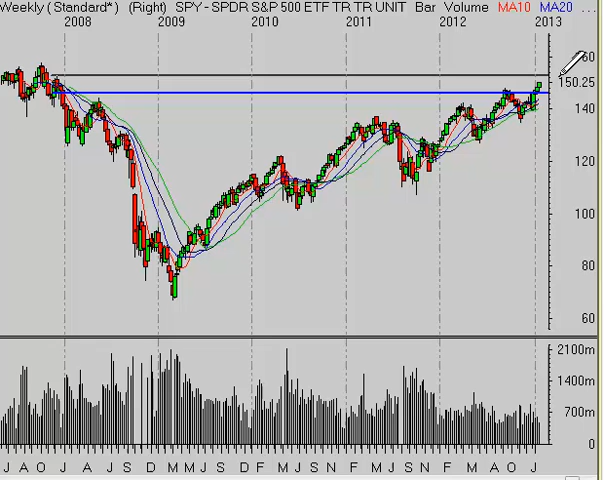 Weekly (Standard*) (Right) SPY - SPDR S&P 500 ETF TR TR UNIT Bar Volume MA10 MA20 ...
2008 2009 2010 2011 2012 2013
60
150.25
140
120
100
80
60
2100m
1400m
700m
0
J A O J A J S D M M J S D F M J S N J M M J S N F A J A O D J